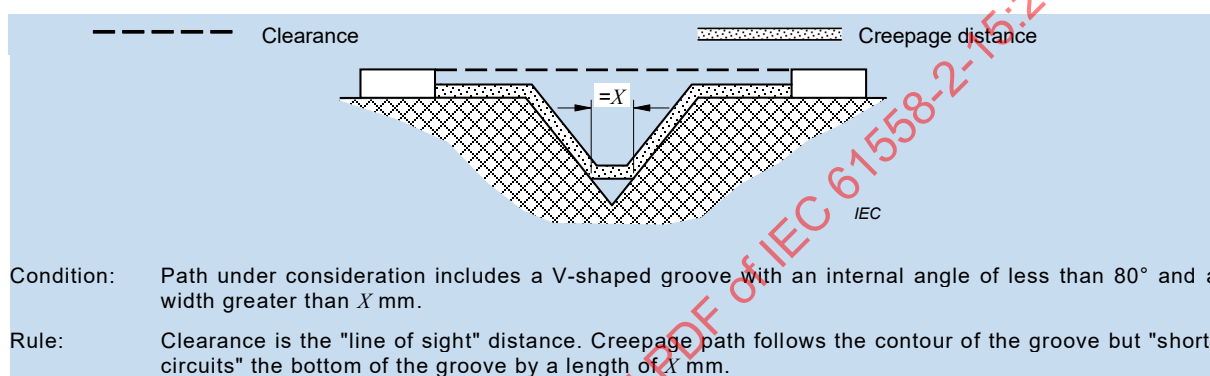 Clearance
Creepage distance
=X
IEC
Condition: Path under consideration includes a V-shaped groove with an internal angle of less than 80° and a
width greater than X mm.
Rule: Clearance is the "line of sight" distance. Creepage path follows the contour of the groove but "short
circuits" the bottom of the groove by a length of X mm.
PDF of IEC 61558-2-15:2